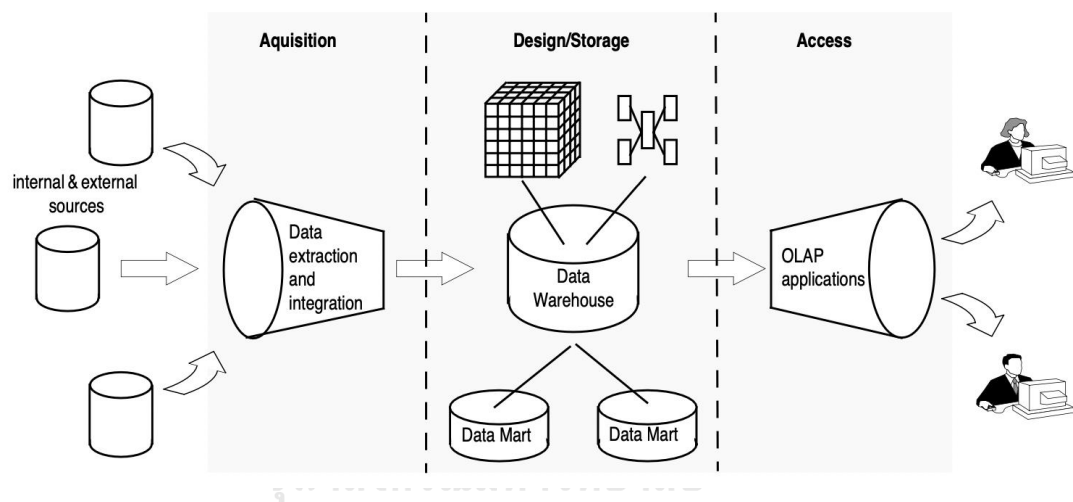 Aquisition
Design/Storage
Access
internal & external
sources
Data
extraction
and
integration
Data
Warehouse
OLAP
applications
Data Mart
Data Mart